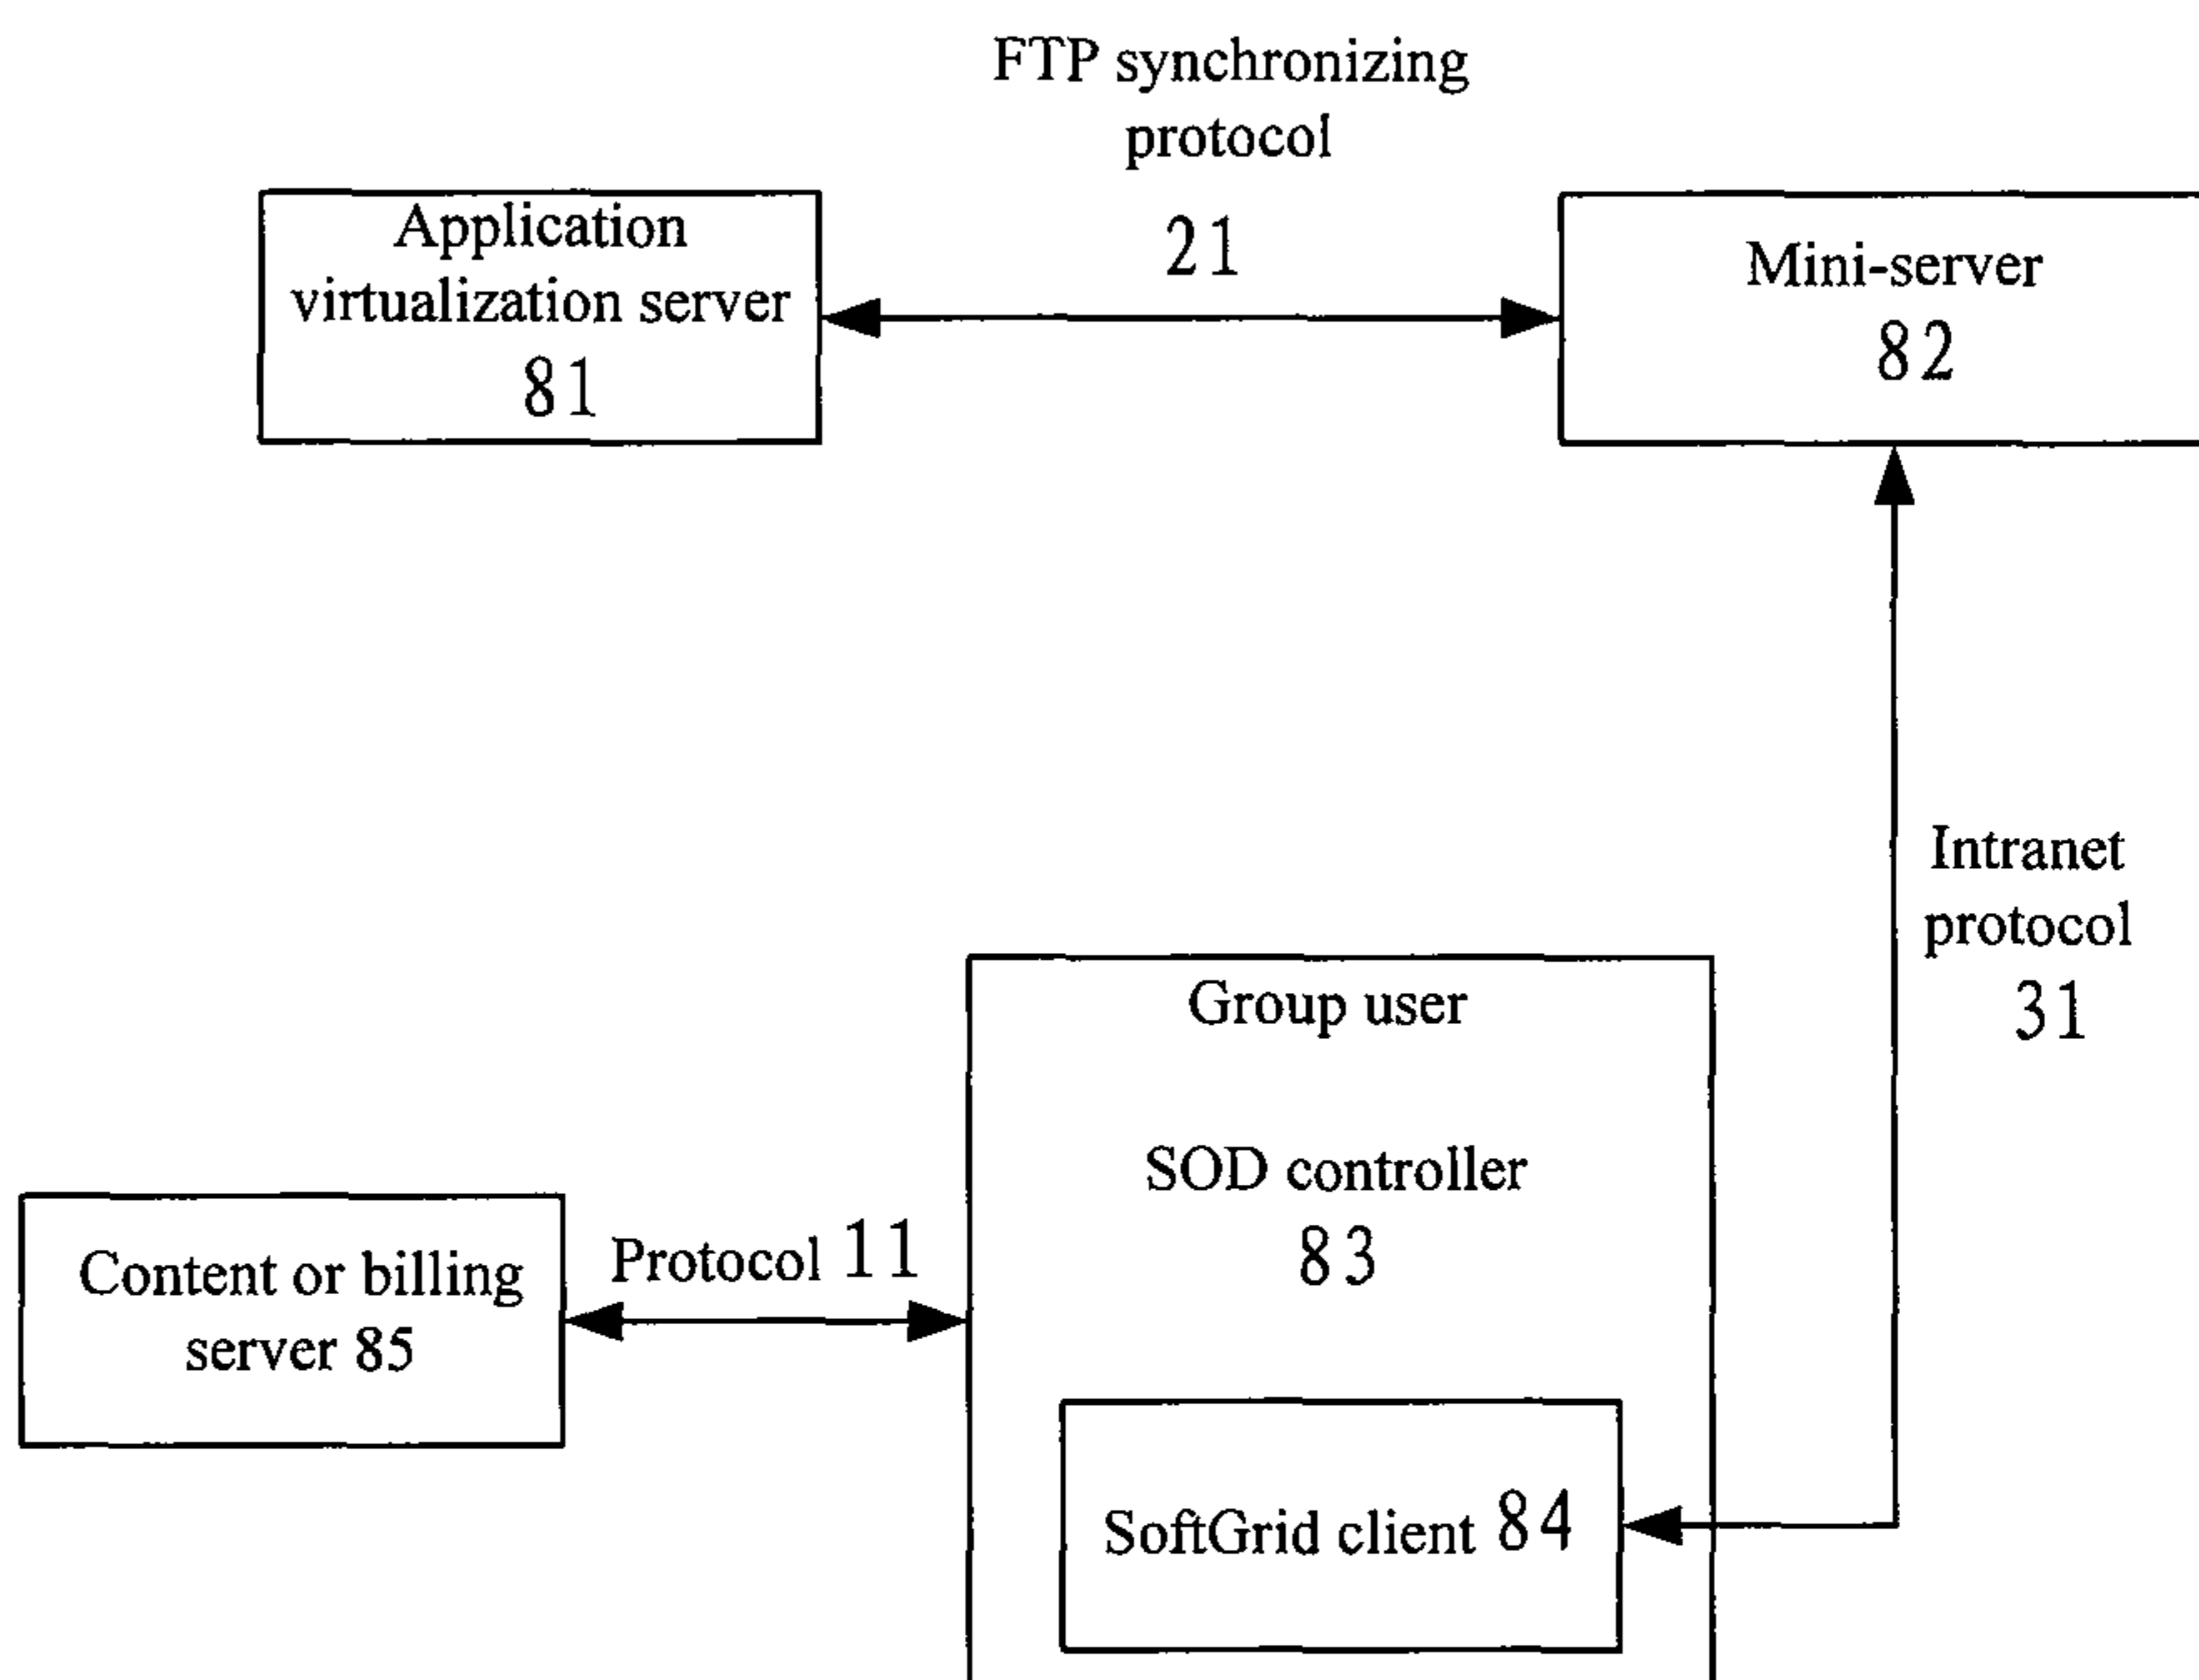 FTP synchronizing
protocol
21
Application
virtualization server
81
Mini-server
82
Intranet
protocol
31
Group user
SOD controller
83
Content or billing
server 85
Protocol 11
SoftGrid client 84